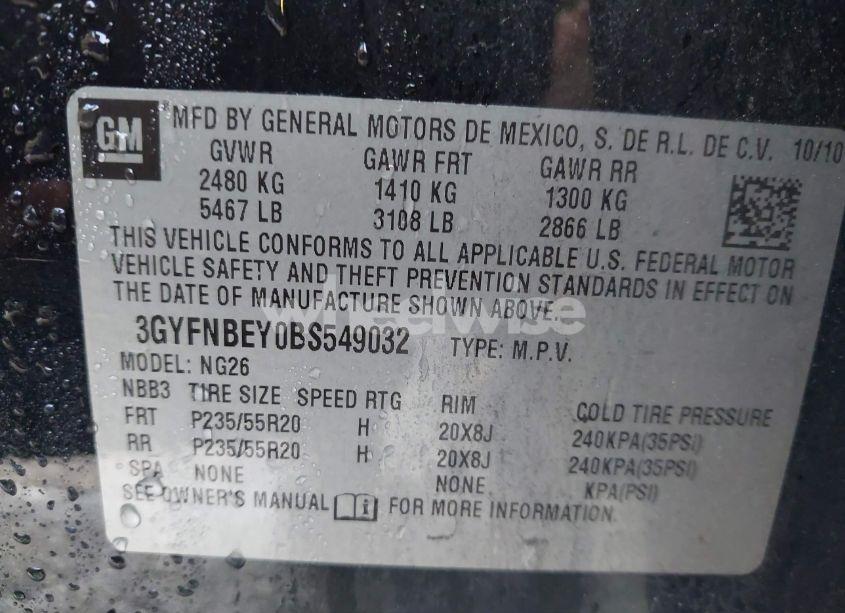 GM
MFD BY GENERAL MOTORS DE MEXICO, S. DE R.L. DE C.V. 10/10
GVWR GAWR FRT GAWR RR
2480 KG 1410 KG 1300 KG
5467 LB 3108 LB 2866 LB
THIS VEHICLE CONFORMS TO ALL APPLICABLE U.S. FEDERAL MOTOR
VEHICLE SAFETY AND THEFT PREVENTION STANDARDS IN EFFECT ON
THE DATE OF MANUFACTURE SHOWN ABOVE.
wheelwise
3GYFNBEY0BS549032 TYPE: M.P.V.
MODEL: NG26
NBB3 TIRE SIZE SPEED RTG RIM COLD TIRE PRESSURE
FRT P235/55R20 H 20X8J 240KPA(35PSI)
RR P235/55R20 H 20X8J 240KPA(35PSI)
SPA NONE NONE KPA(PSI)
SEE OWNER'S MANUAL FOR MORE INFORMATION.